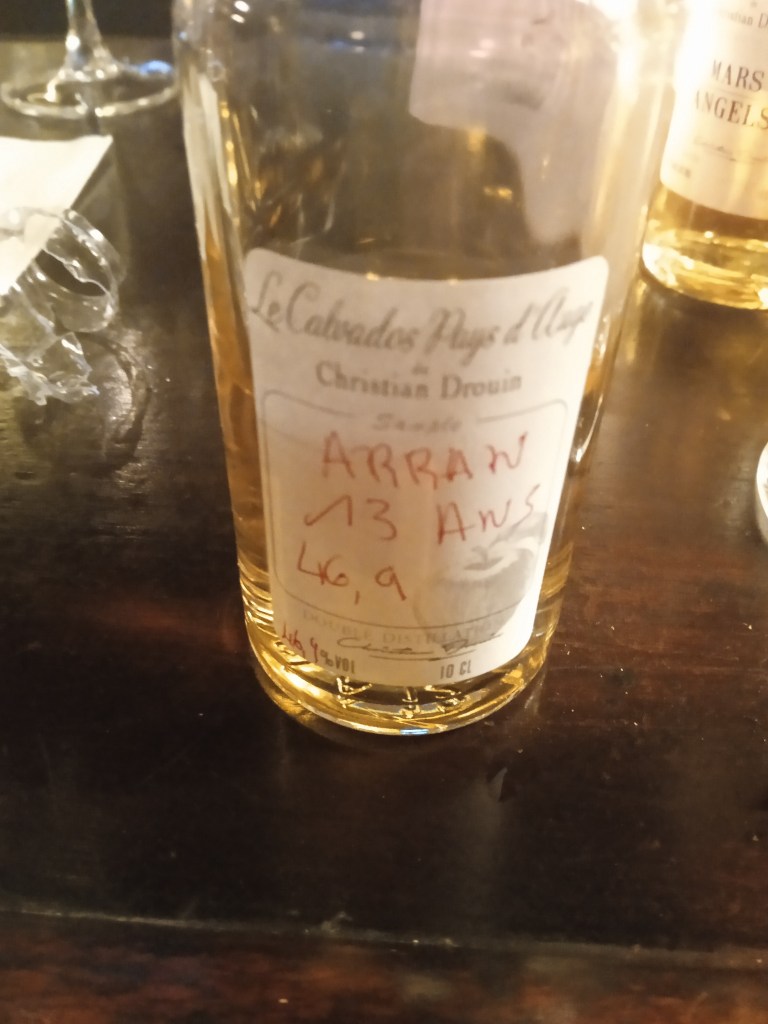 Le Calvados Pays d'Auge
de
Christian Drouin
Sample
ARRAN
13 ANS
46,9
DOUBLE DISTILLATION
46,9 % VOl
10 CL
MARS
ANGELS